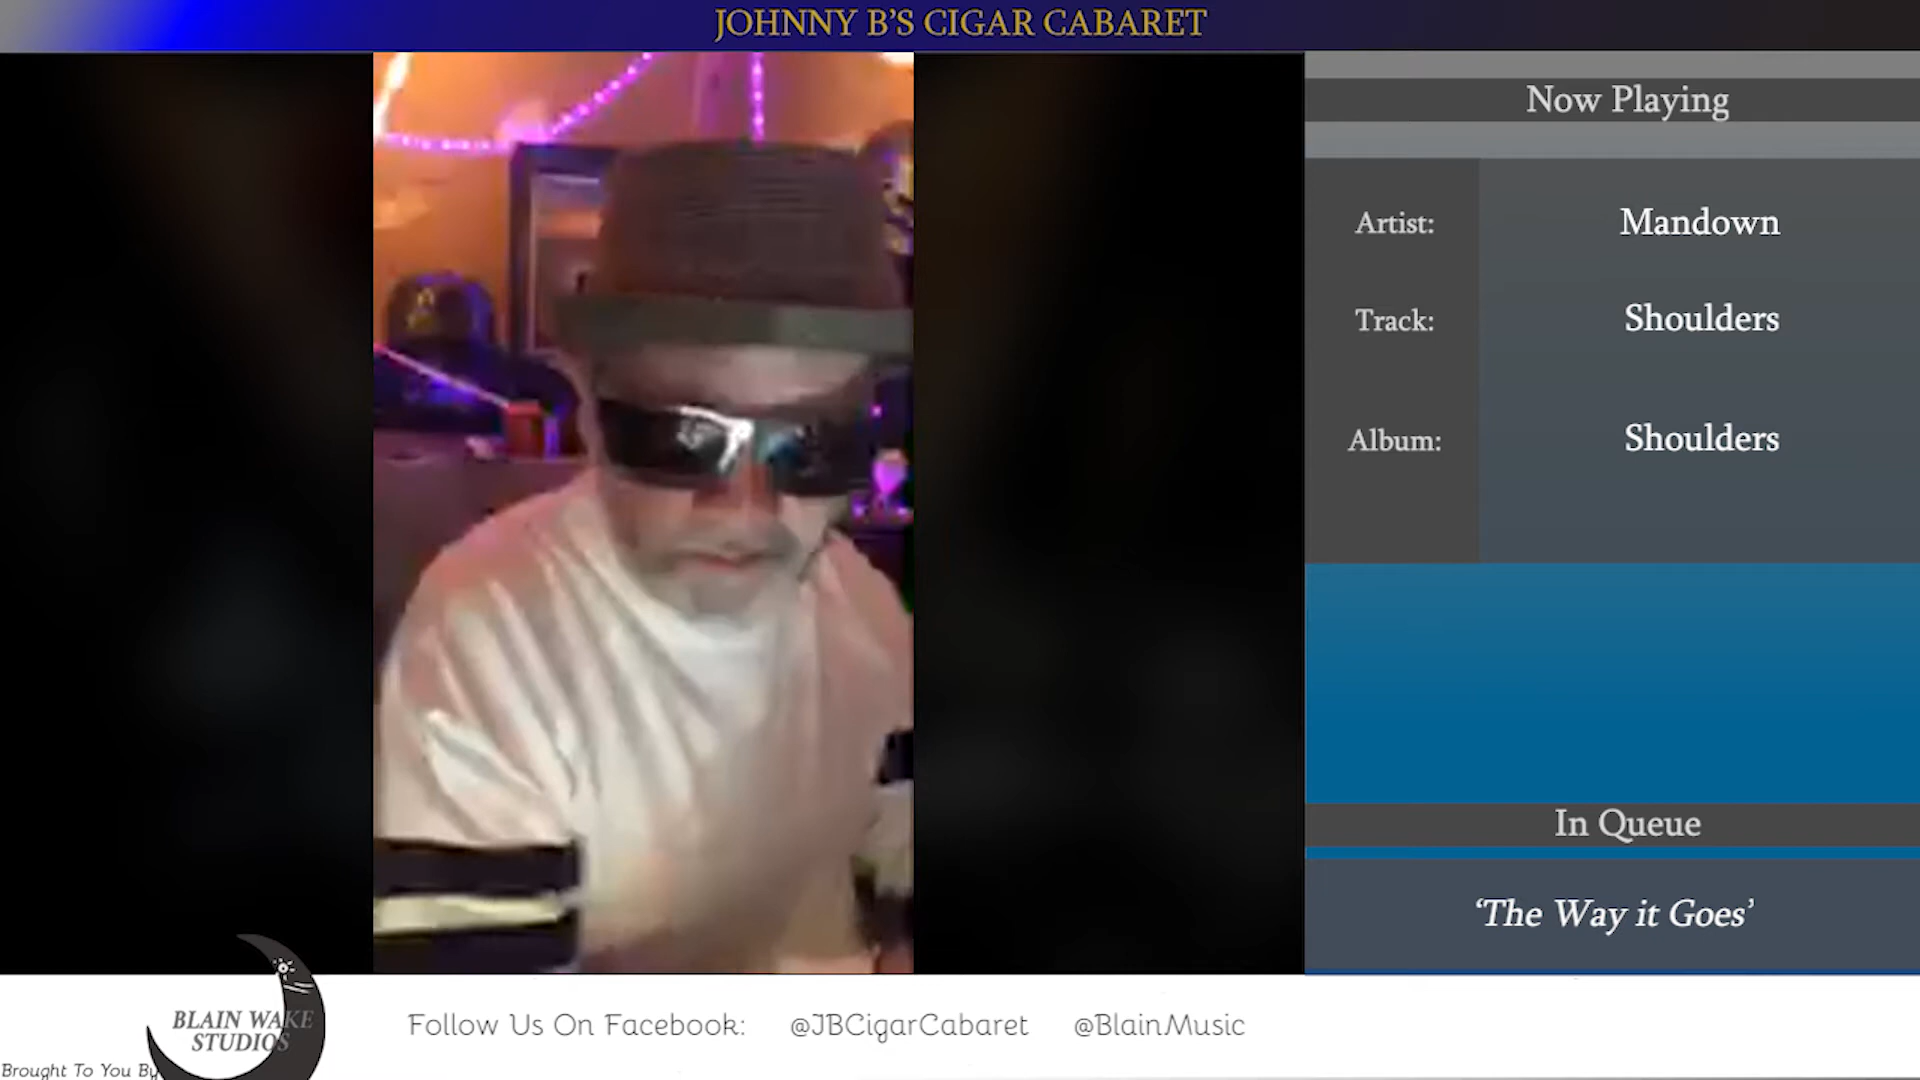 JOHNNY B'S CIGAR CABARET
Now Playing
Artist: Mandown
Track: Shoulders
Album: Shoulders
In Queue
‘The Way it Goes’
BLAIN WAKE
STUDIOS
Follow Us On Facebook: @JBCigarCabaret @BlainMusic
Brought To You By